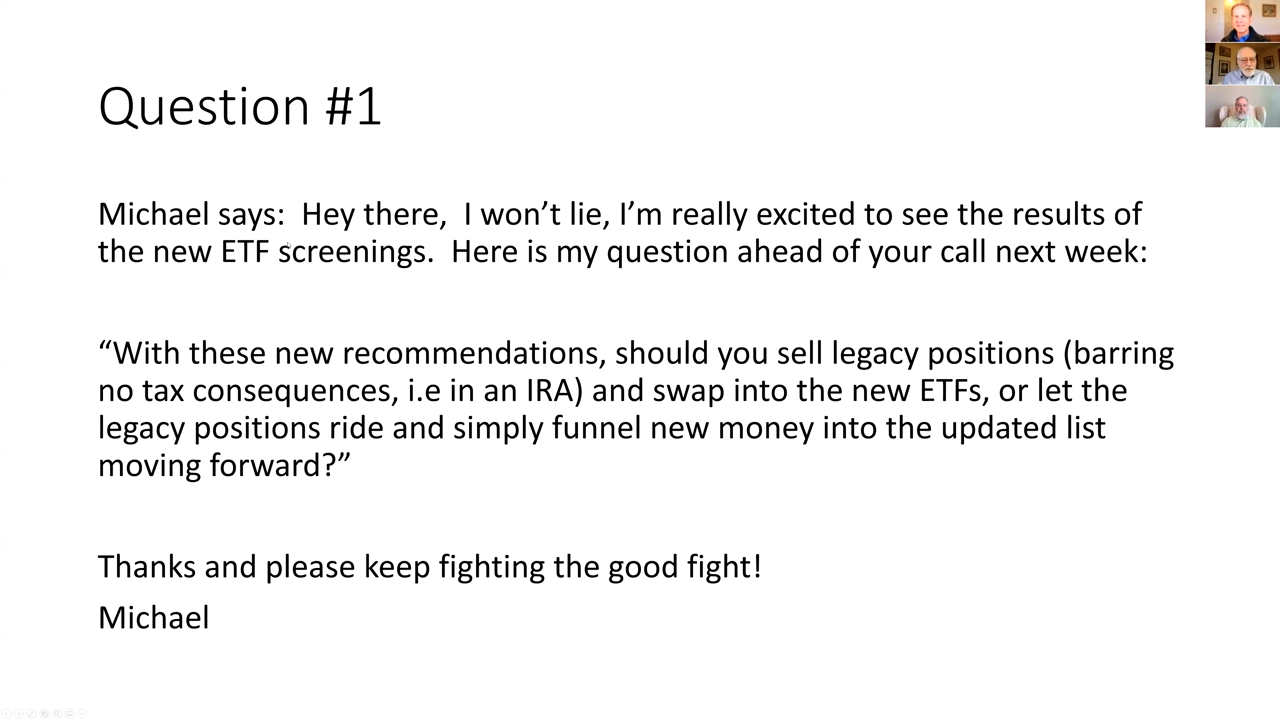 Question #1
Michael says:  Hey there,  I won’t lie, I’m really excited to see the results of
the new ETF screenings.  Here is my question ahead of your call next week:
“With these new recommendations, should you sell legacy positions (barring
no tax consequences, i.e in an IRA) and swap into the new ETFs, or let the
legacy positions ride and simply funnel new money into the updated list
moving forward?”
Thanks and please keep fighting the good fight!
Michael